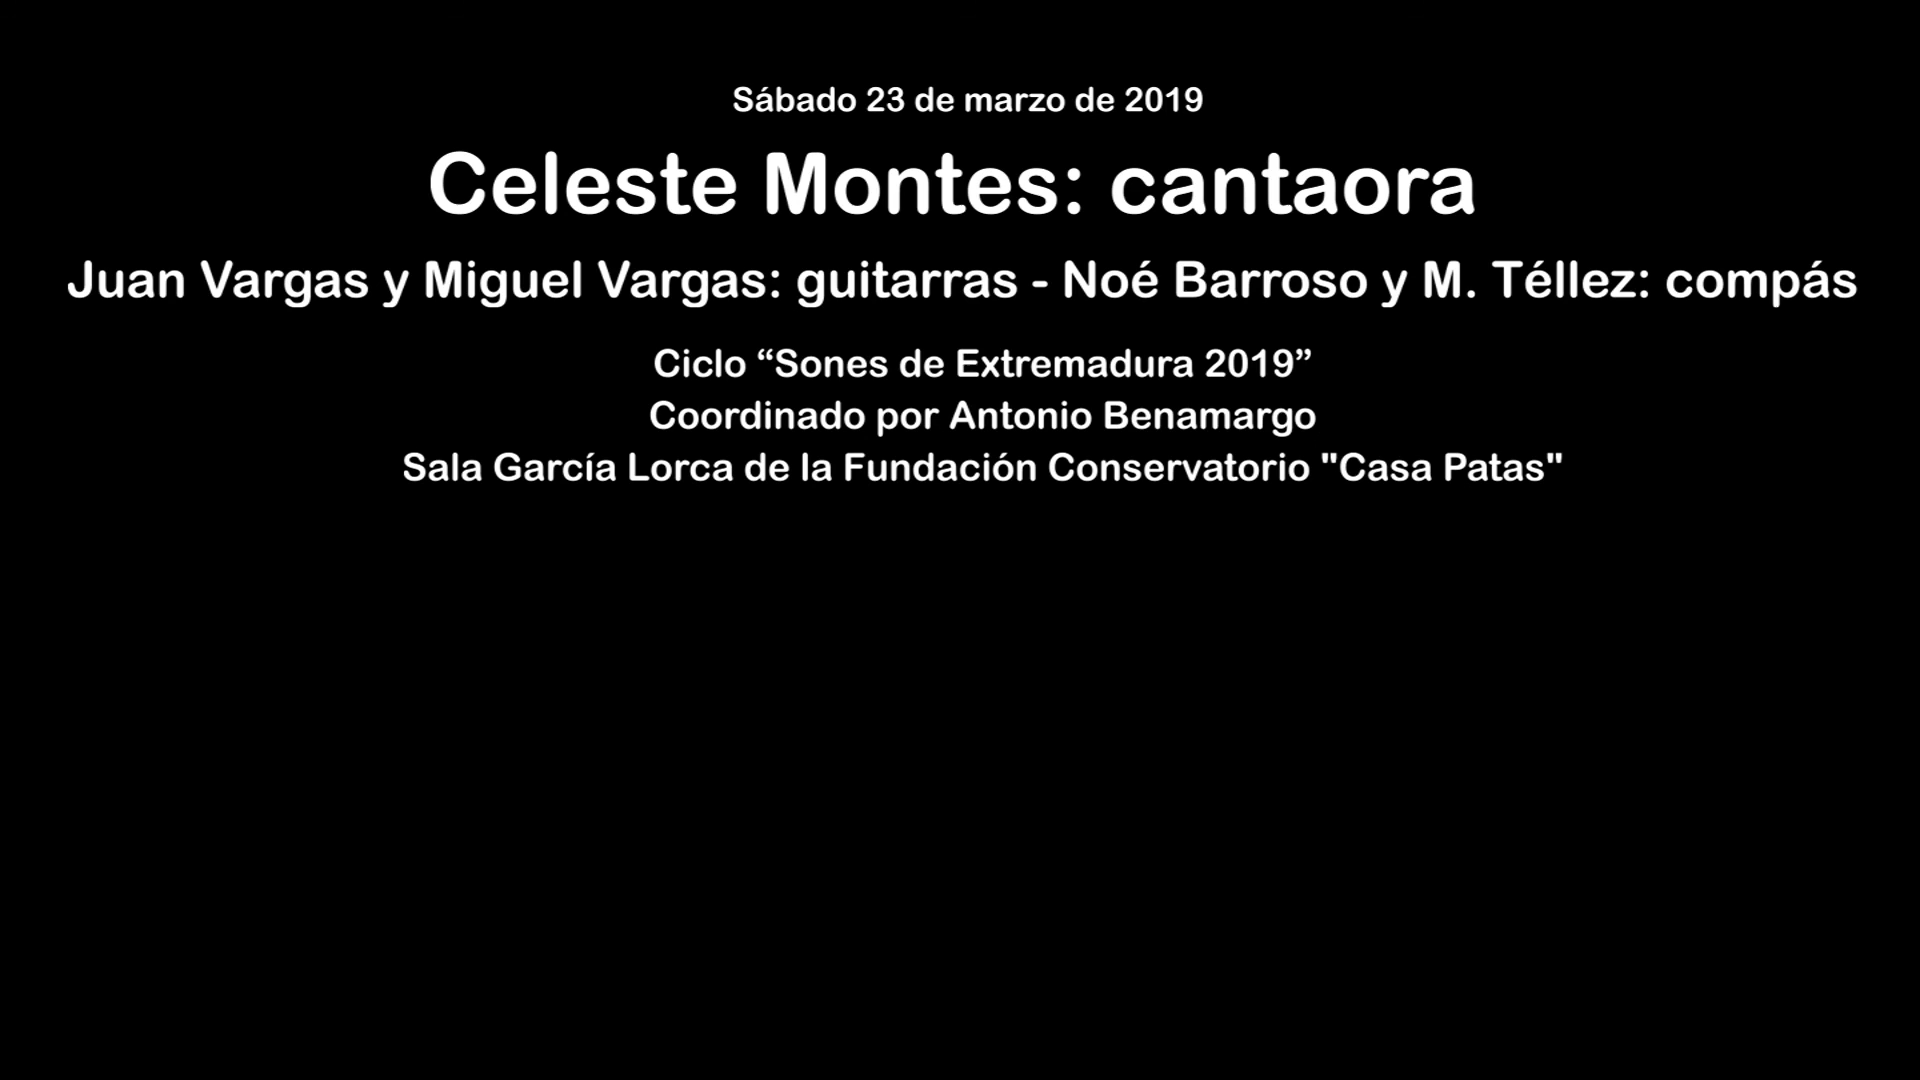 Sábado 23 de marzo de 2019
Celeste Montes: cantaora
Juan Vargas y Miguel Vargas: guitarras - Noé Barroso y M. Téllez: compás
Ciclo “Sones de Extremadura 2019”
Coordinado por Antonio Benamargo
Sala García Lorca de la Fundación Conservatorio "Casa Patas"